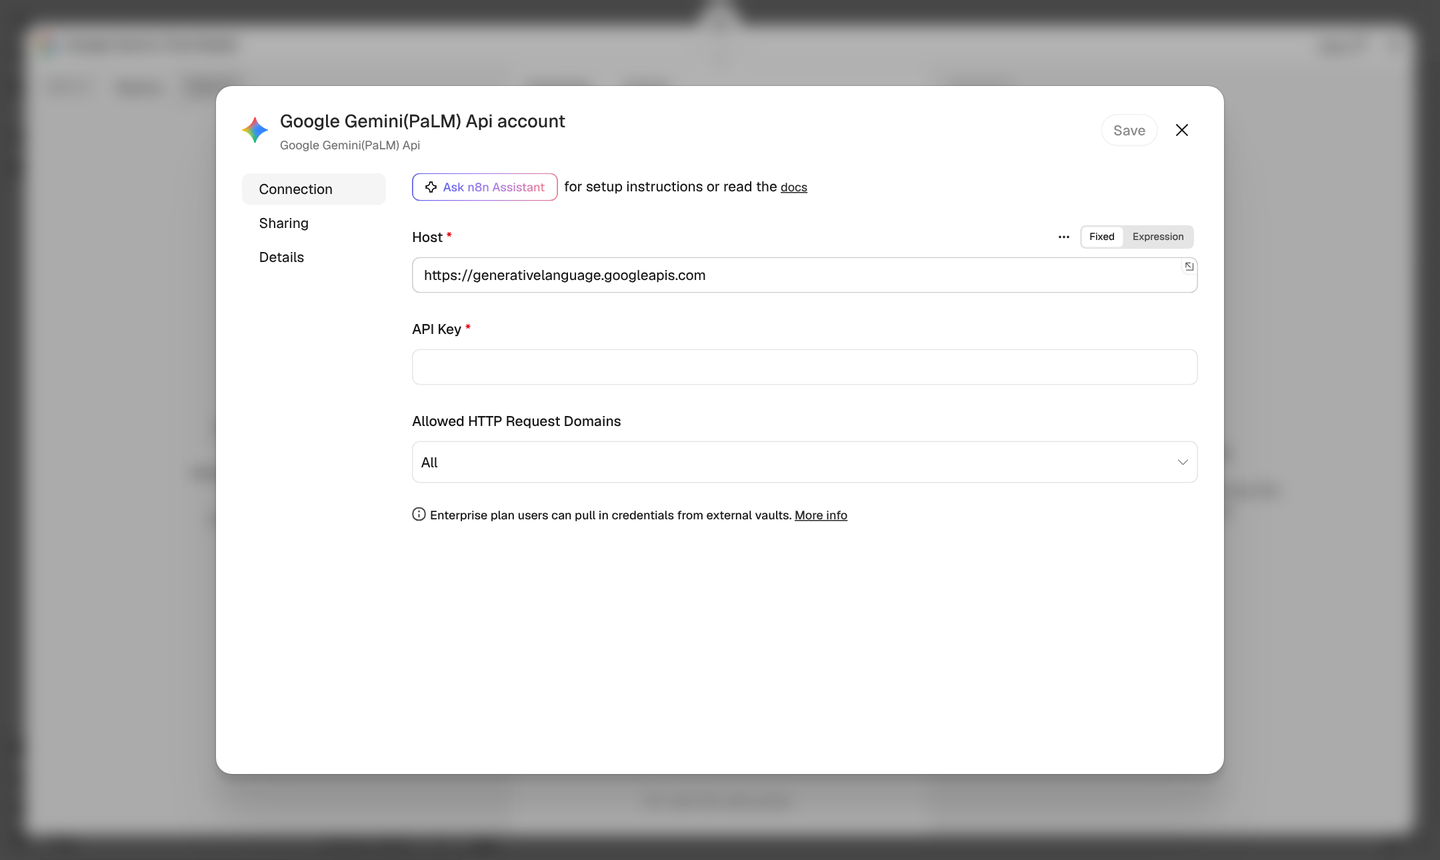 Google Gemini(PaLM) Api account
Google Gemini(PaLM) Api
Save
Connection
Sharing
Details
Ask n8n Assistant for setup instructions or read the docs
Host *
Fixed Expression
https://generativelanguage.googleapis.com
API Key *
Allowed HTTP Request Domains
All
Enterprise plan users can pull in credentials from external vaults. More info